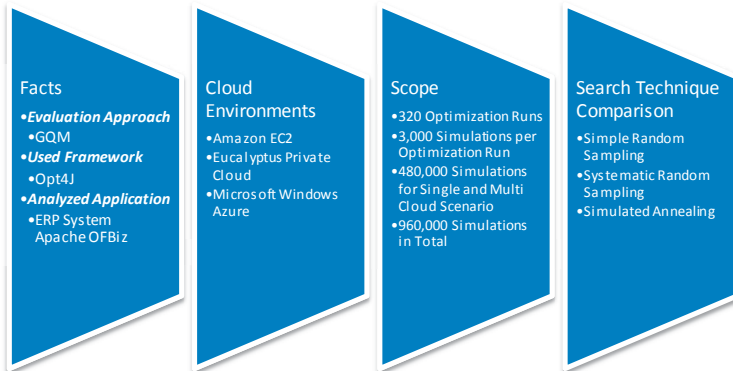 Facts
•Evaluation Approach
•GQM
•Used Framework
•Opt4J
•Analyzed Application
•ERP System
Apache OFBiz
Cloud
Environments
•Amazon EC2
•Eucalyptus Private
Cloud
•Microsoft Windows
Azure
Scope
•320 Optimization Runs
•3,000 Simulations per
Optimization Run
•480,000 Simulations
for Single and Multi
Cloud Scenario
•960,000 Simulations
in Total
Search Technique
Comparison
•Simple Random
Sampling
•Systematic Random
Sampling
•Simulated Annealing